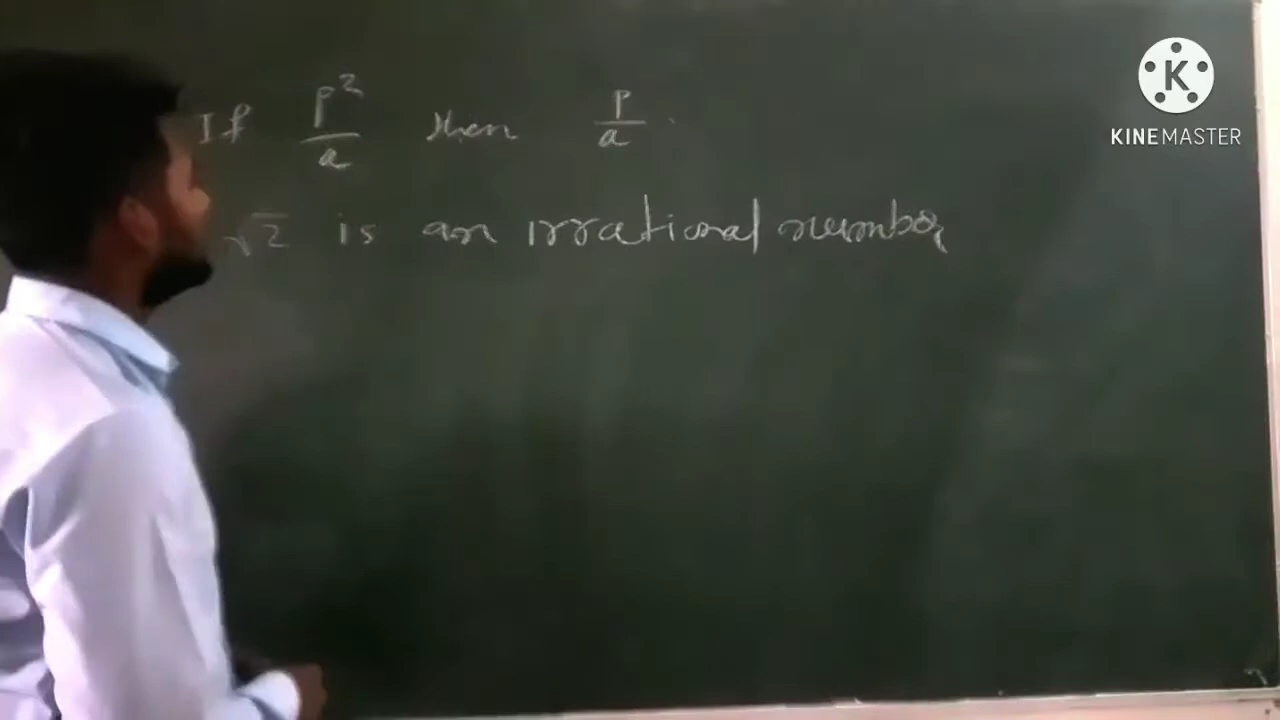 If p²/a then p/a.
√2 is an irrational number
K
KINEMASTER